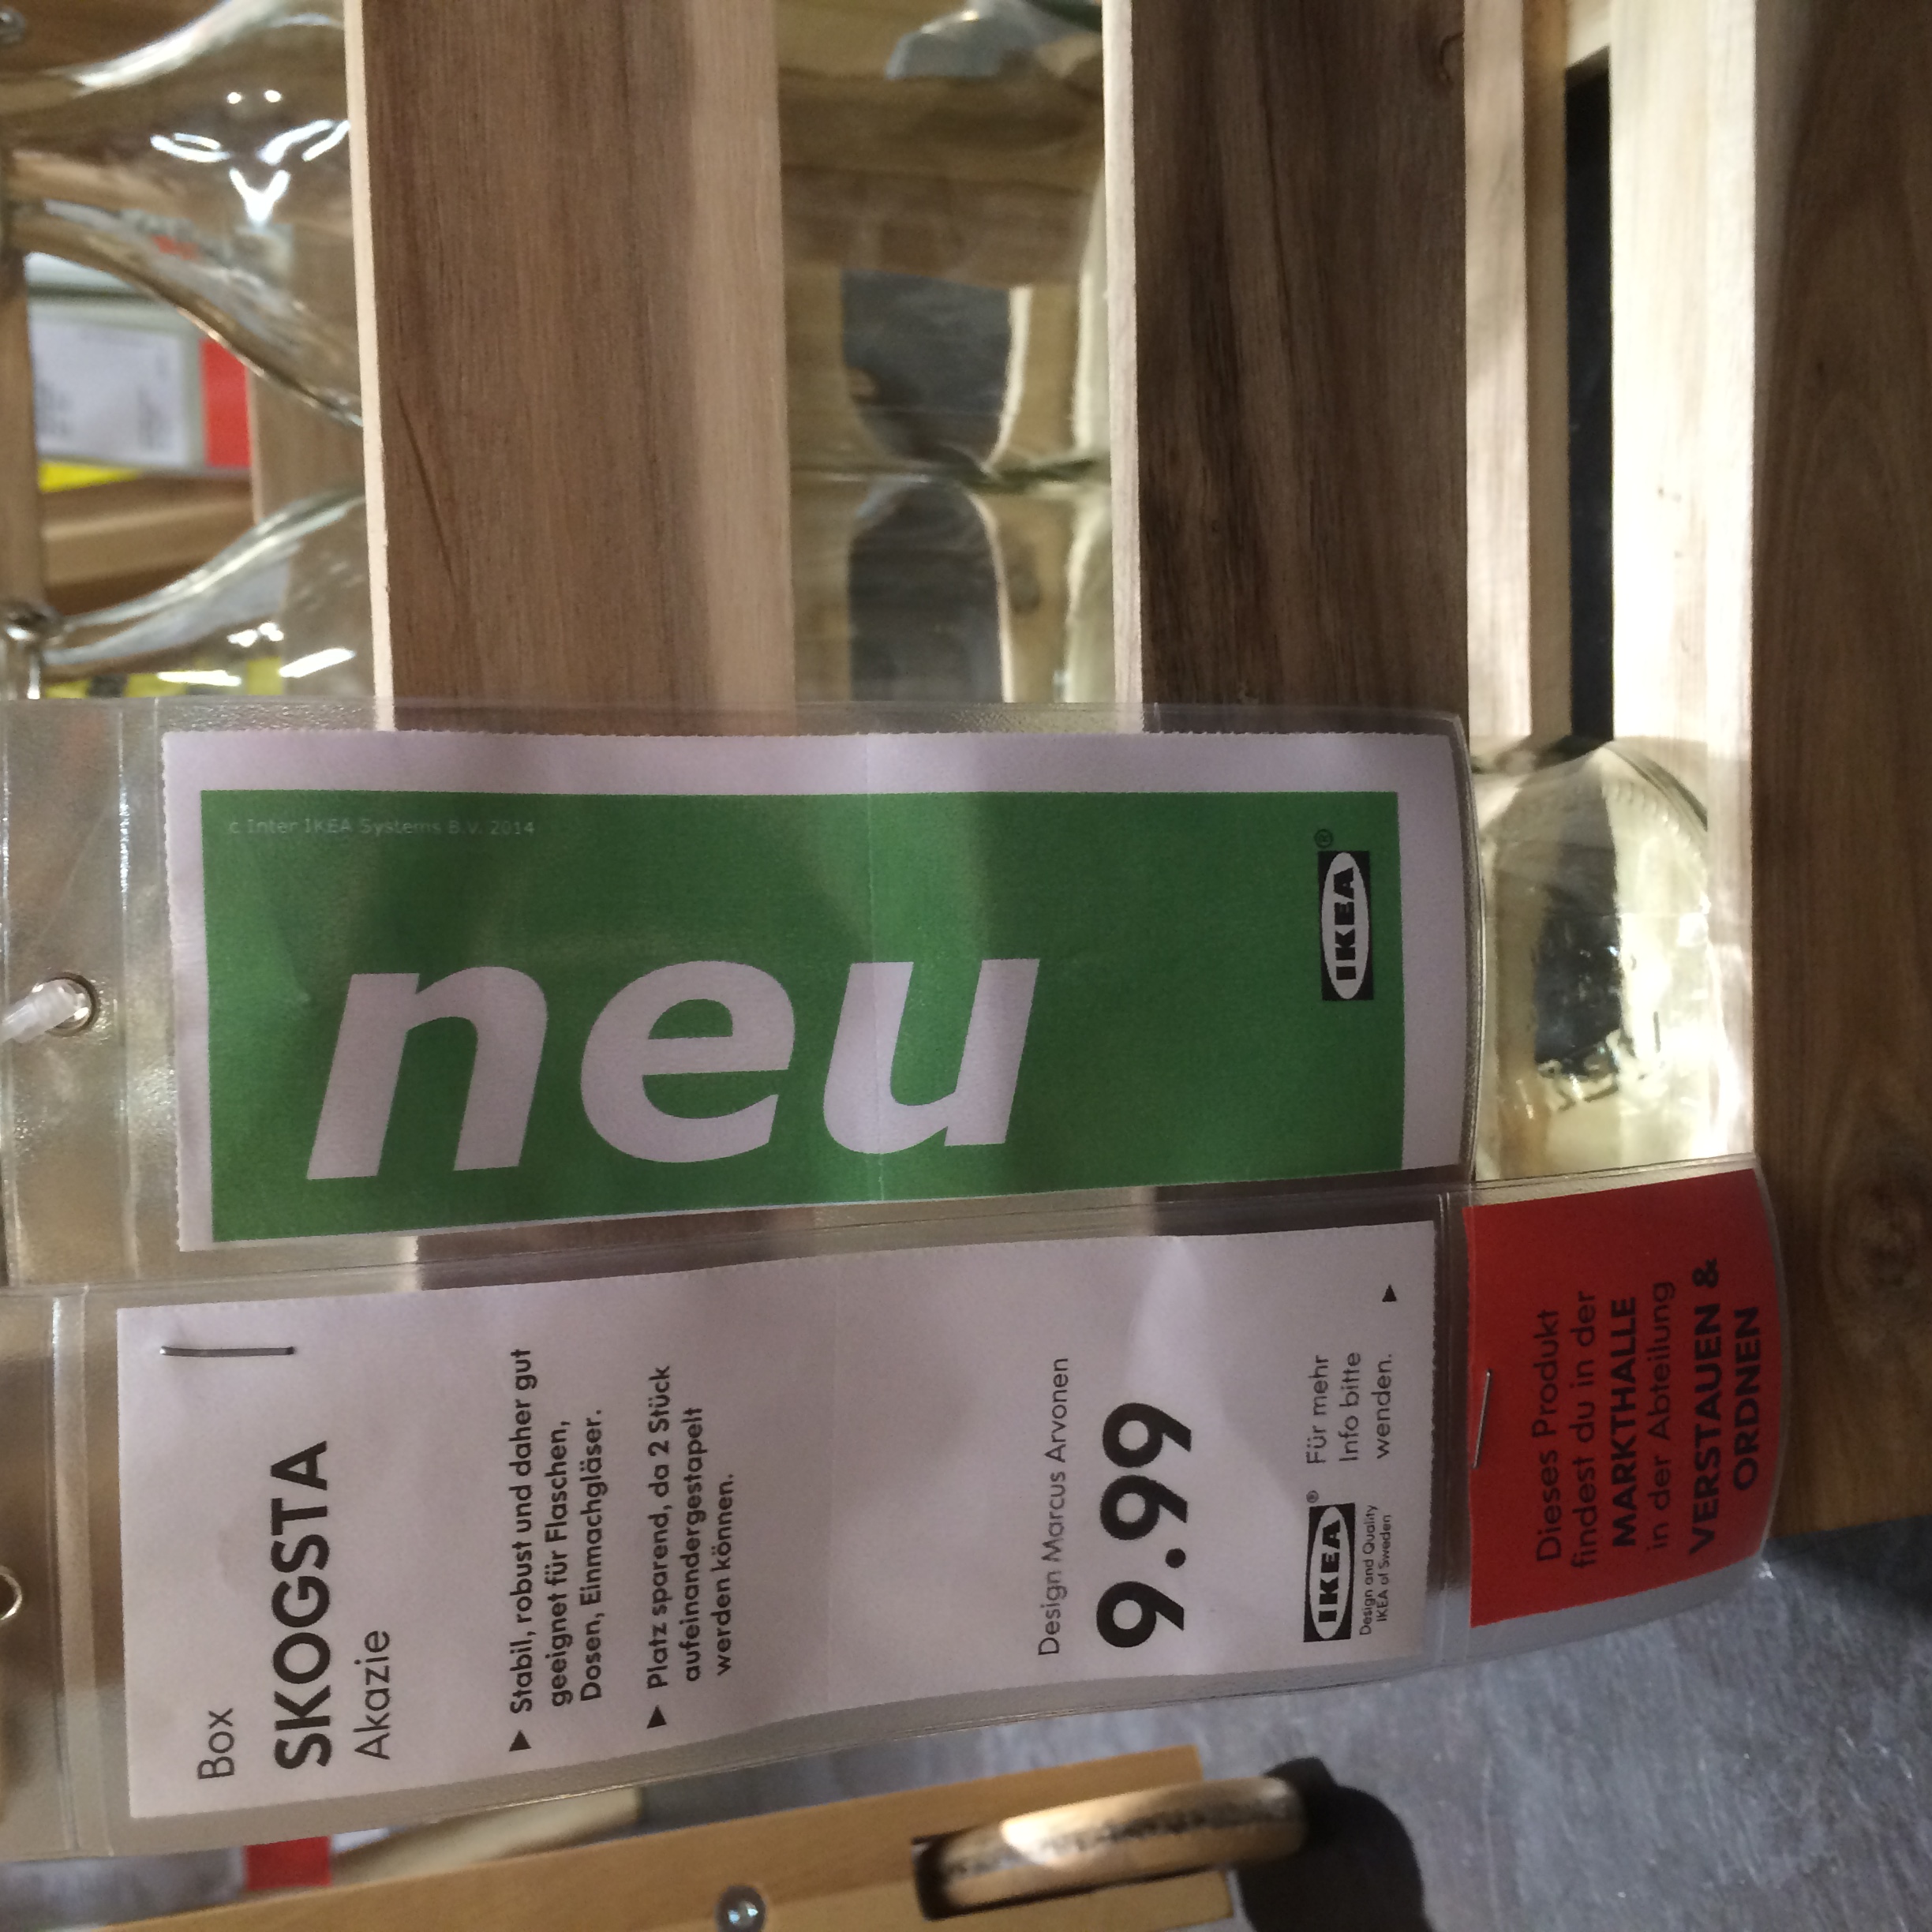 Box
SKOGSTA
Akazie
▶ Stabil, robust und daher gut
geeignet für Flaschen,
Dosen, Einmachgläser.
▶ Platz sparend, da 2 Stück
aufeinandergestapelt
werden können.
Design Marcus Arvonen
9.99
IKEA®
Design and Quality
IKEA of Sweden
Für mehr
Info bitte
wenden. ▶
c Inter IKEA Systems B.V. 2014
neu
IKEA®
Dieses Produkt
findest du in der
MARKTHALLE
in der Abteilung
VERSTAUEN &
ORDNEN